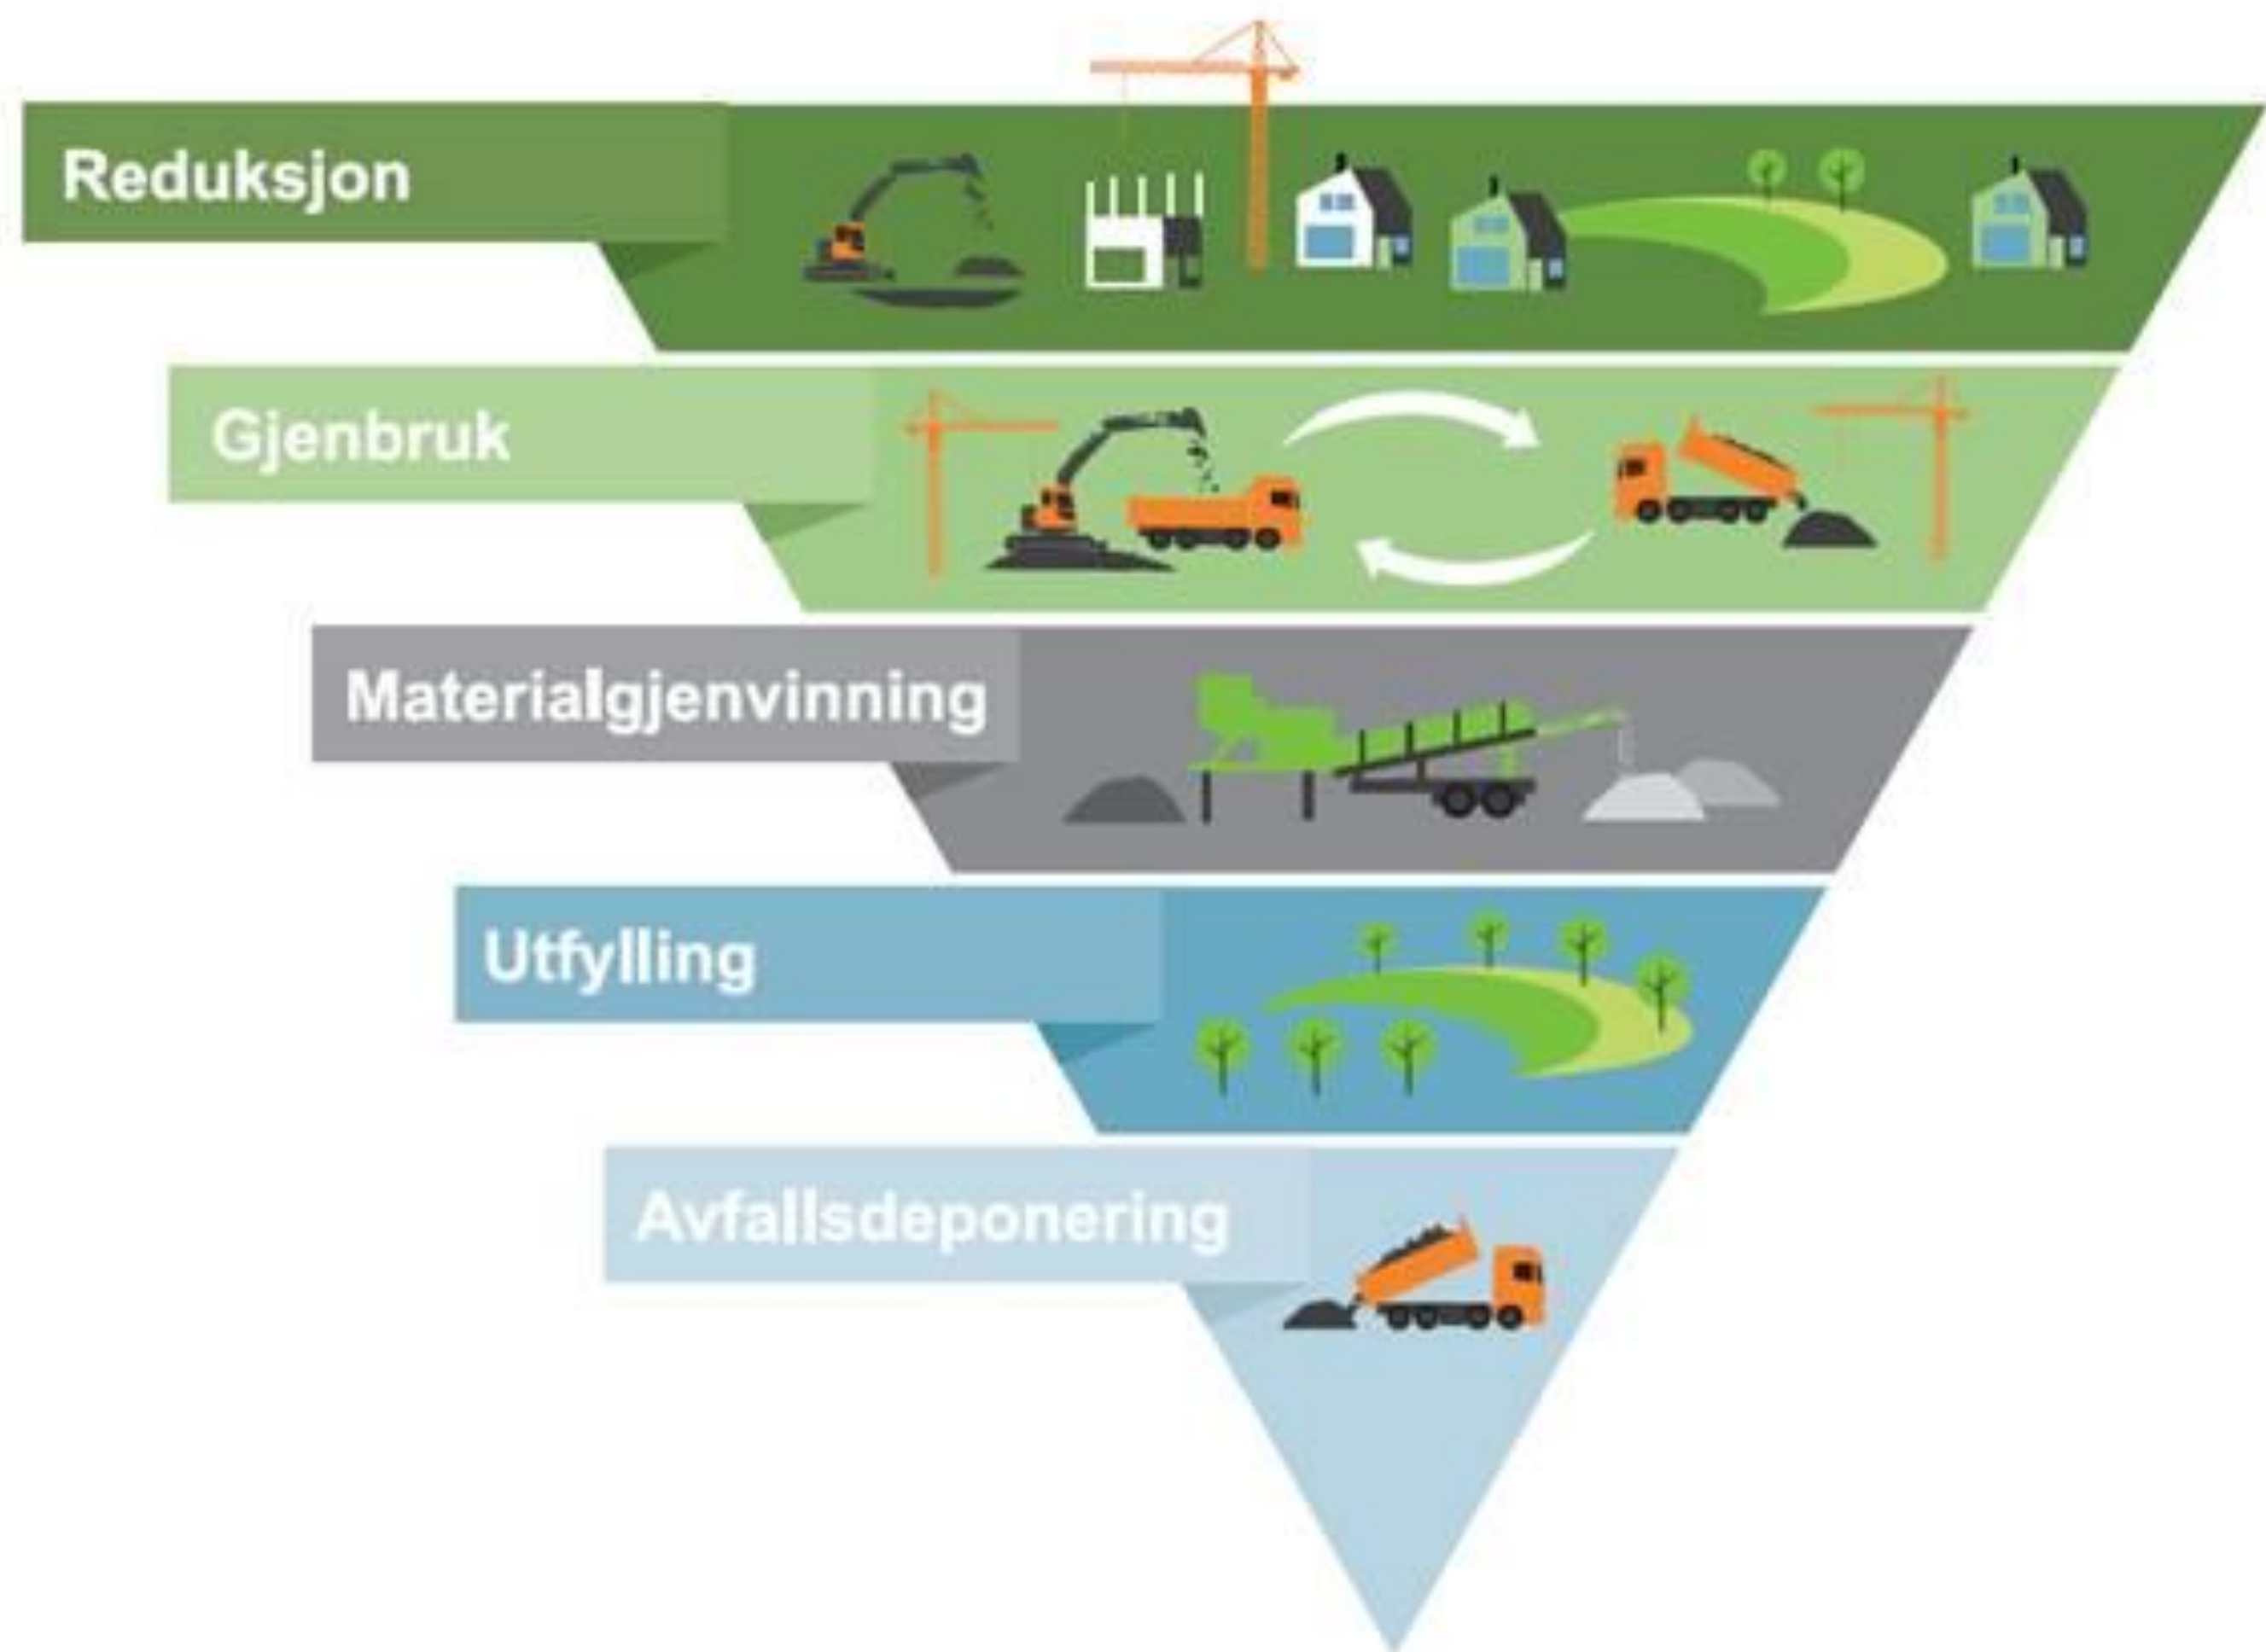 Reduksjon
Gjenbruk
Materialgjenvinning
Utfylling
Avfallsdeponering